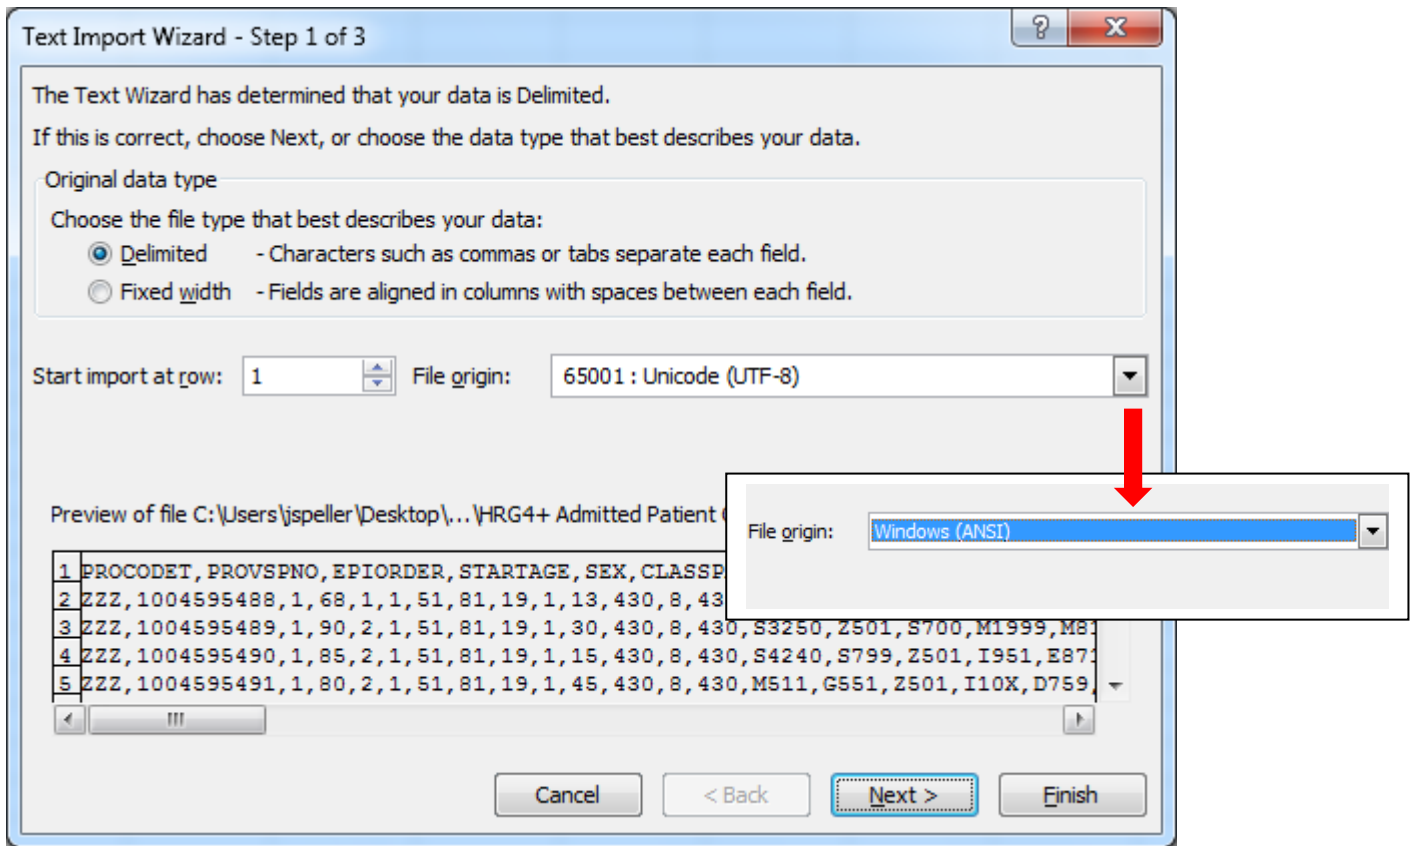 Text Import Wizard - Step 1 of 3
The Text Wizard has determined that your data is Delimited.
If this is correct, choose Next, or choose the data type that best describes your data.
Original data type
Choose the file type that best describes your data:
Delimited - Characters such as commas or tabs separate each field.
Fixed width - Fields are aligned in columns with spaces between each field.
Start import at row: 1 File origin: 65001 : Unicode (UTF-8)
File origin: Windows (ANSI)
Preview of file C:\Users\jspeller\Desktop\...\HRG4+ Admitted Patient
1 PROCODET,PROVSPNO,EPIORDER,STARTAGE,SEX,CLASSP
2 ZZZ,1004595488,1,68,1,1,51,81,19,1,13,430,8,43
3 ZZZ,1004595489,1,90,2,1,51,81,19,1,30,430,8,430,S3250,Z501,S700,M1999,M81
4 ZZZ,1004595490,1,85,2,1,51,81,19,1,15,430,8,430,S4240,S799,Z501,I951,E871
5 ZZZ,1004595491,1,80,2,1,51,81,19,1,45,430,8,430,M511,G551,Z501,I10X,D759,
Cancel < Back Next > Finish